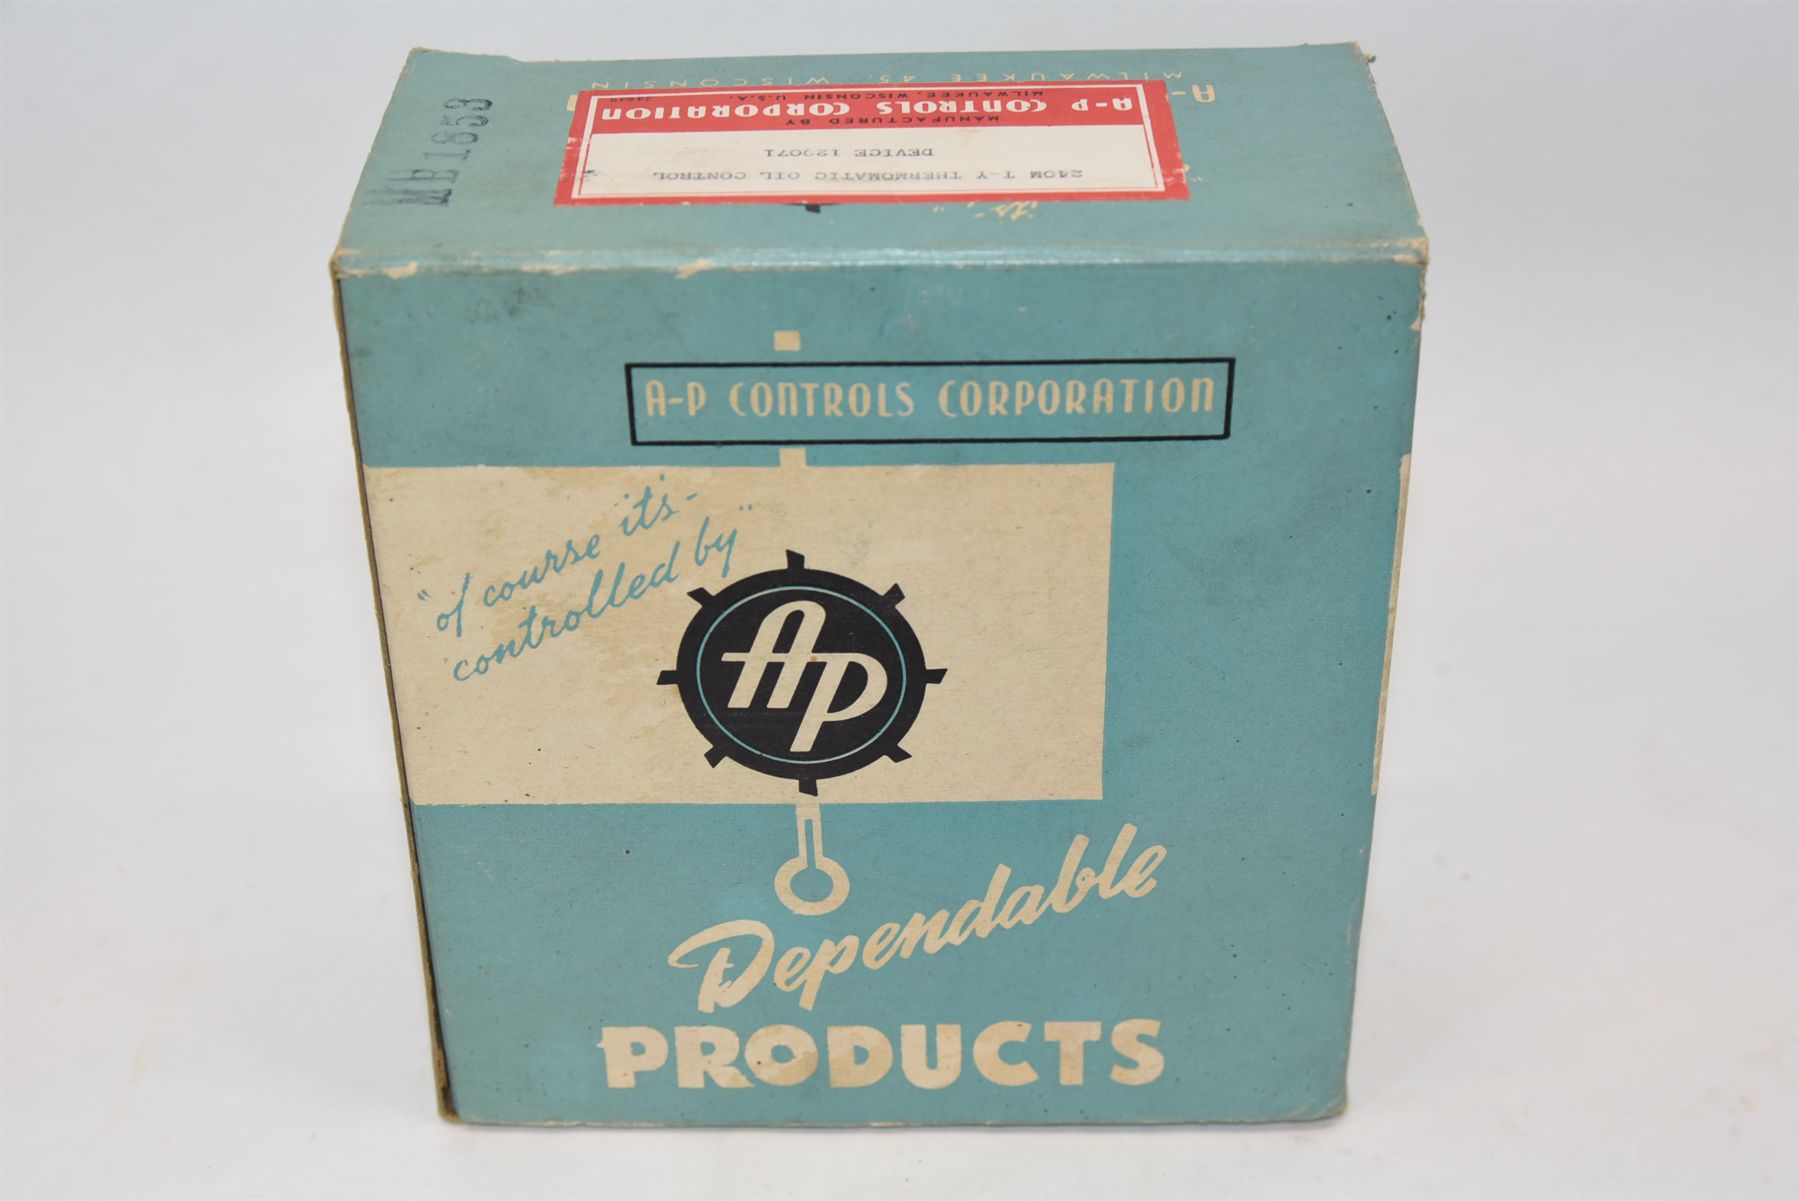 MILWAUKEE 45, WISCONSIN
A-P CONTROLS CORPORATION
MILWAUKEE, WISCONSIN U.S.A.
MANUFACTURED BY
DEVICE
240M T-Y THERMOMATIC OIL CONTROL
ME1853
A-P CONTROLS CORPORATION
"of course it's-
controlled by"
AP
Dependable
PRODUCTS